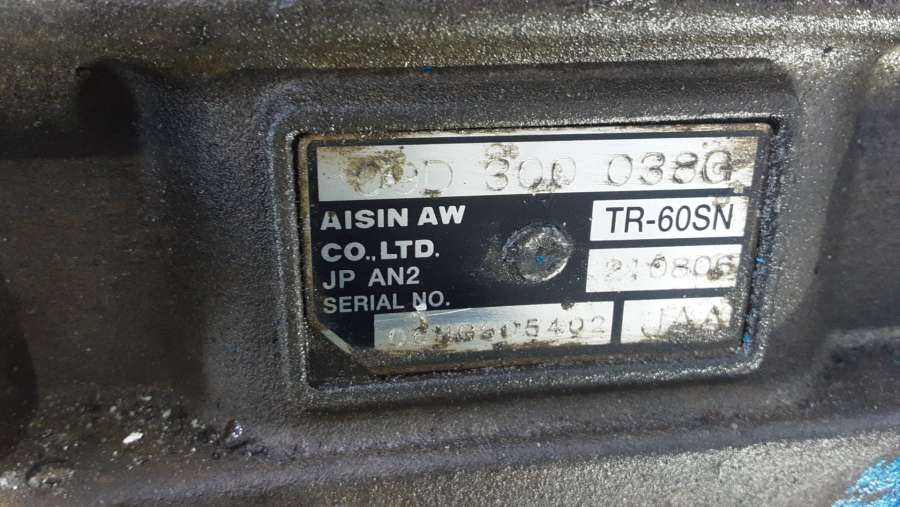 09D 300 038G
AISIN AW
CO.,LTD.
TR-60SN
JP AN2
210806
SERIAL NO.
JAA